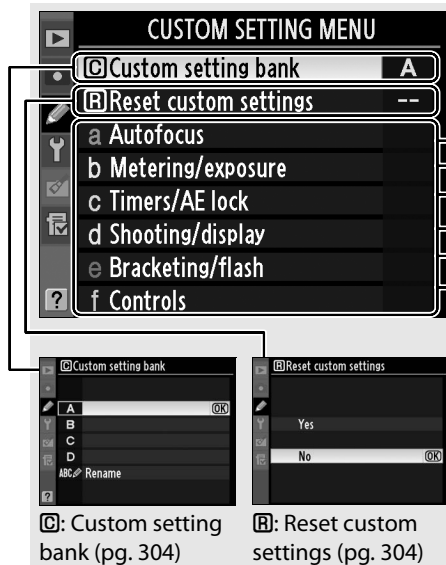 CUSTOM SETTING MENU
C Custom setting bank A
R Reset custom settings --
a Autofocus
b Metering/exposure
c Timers/AE lock
d Shooting/display
e Bracketing/flash
f Controls
?
C Custom setting bank
A OK
B
C
D
ABC Rename
?
R Reset custom settings
Yes
No OK
C: Custom setting
bank (pg. 304)
R: Reset custom
settings (pg. 304)